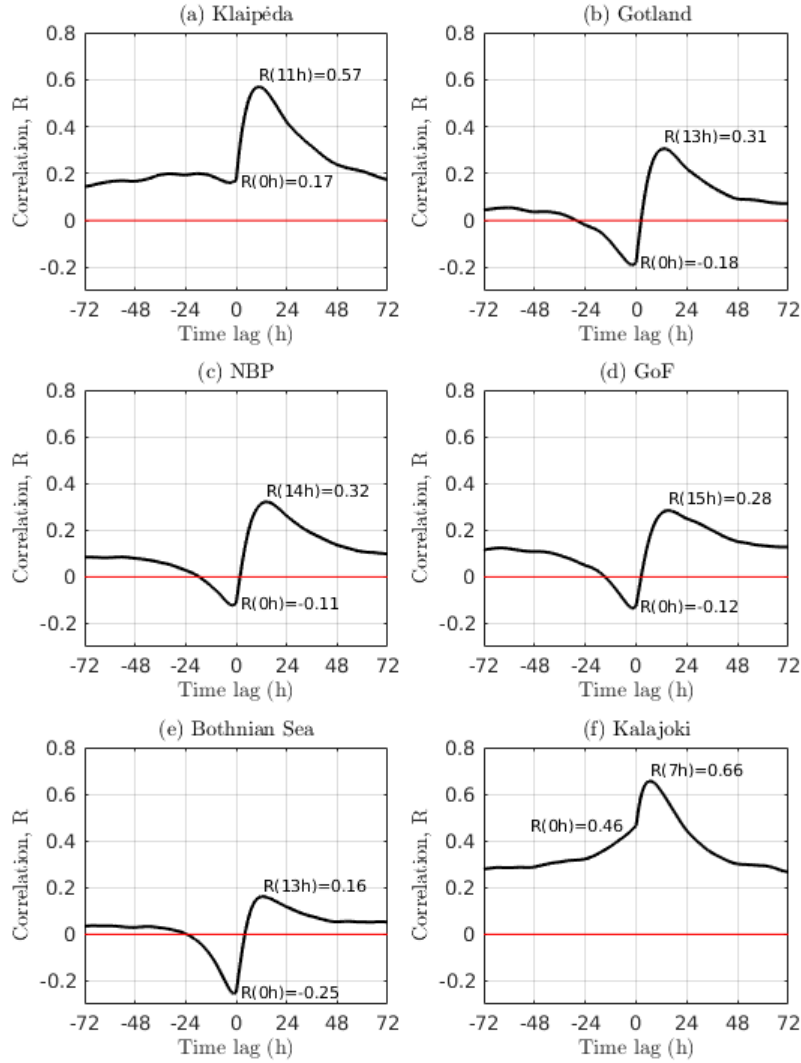 (a) Klaipéda
(b) Gotland
0.8
0.6
0.4
0.2
0
-0.2
Correlation, R
R(11h)=0.57
R(0h)=0.17
-72 -48 -24 0 24 48 72
Time lag (h)
0.8
0.6
0.4
0.2
0
-0.2
Correlation, R
R(13h)=0.31
R(0h)=-0.18
-72 -48 -24 0 24 48 72
Time lag (h)
(c) NBP
(d) GoF
0.8
0.6
0.4
0.2
0
-0.2
Correlation, R
R(14h)=0.32
R(0h)=-0.11
-72 -48 -24 0 24 48 72
Time lag (h)
0.8
0.6
0.4
0.2
0
-0.2
Correlation, R
R(15h)=0.28
R(0h)=-0.12
-72 -48 -24 0 24 48 72
Time lag (h)
(e) Bothnian Sea
(f) Kalajoki
0.8
0.6
0.4
0.2
0
-0.2
Correlation, R
R(13h)=0.16
R(0h)=-0.25
-72 -48 -24 0 24 48 72
Time lag (h)
0.8
0.6
0.4
0.2
0
-0.2
Correlation, R
R(7h)=0.66
R(0h)=0.46
-72 -48 -24 0 24 48 72
Time lag (h)